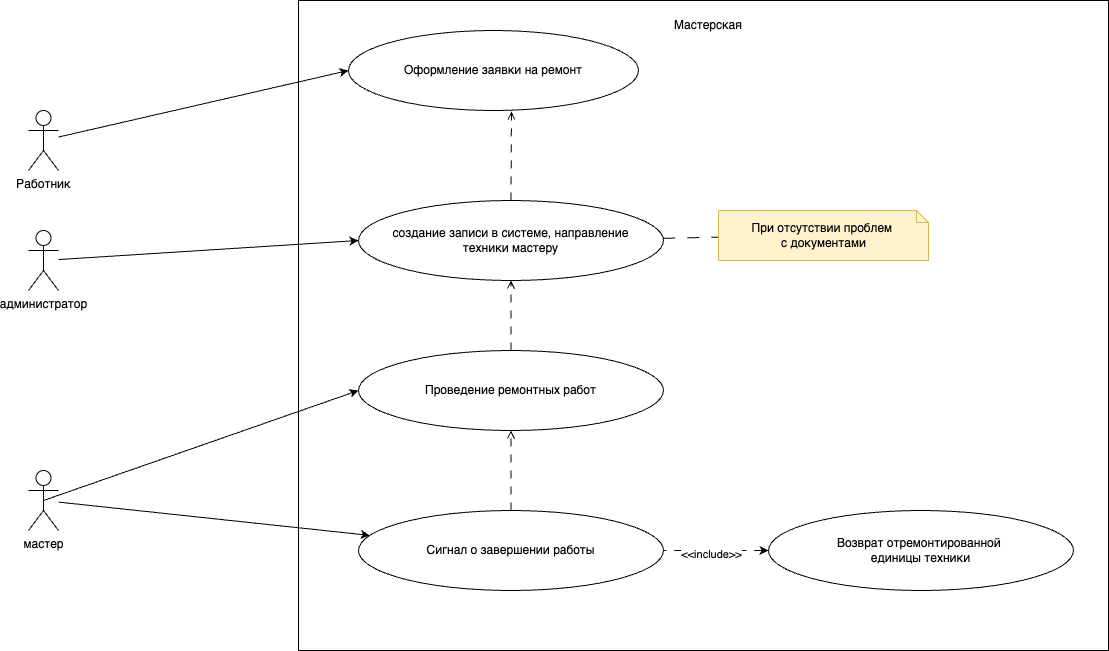 Мастерская
Оформление заявки на ремонт
Работник
создание записи в системе, направление
техники мастеру
При отсутствии проблем
с документами
администратор
Проведение ремонтных работ
мастер
Сигнал о завершении работы
<<include>>
Возврат отремонтированной
единицы техники